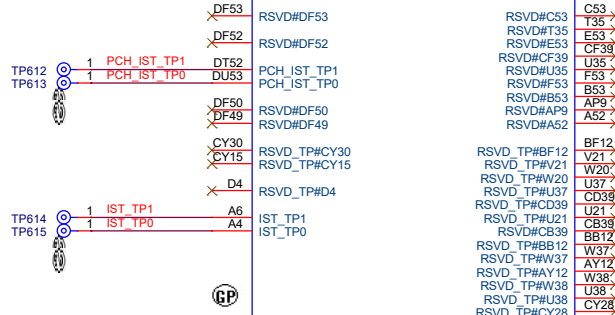 DF53 RSVD#DF53
DF52 RSVD#DF52
TP612 1 PCH_IST_TP1 DT52 PCH_IST_TP1
TP613 1 PCH_IST_TP0 DU53 PCH_IST_TP0
DF50 RSVD#DF50
DF49 RSVD#DF49
CY30 RSVD_TP#CY30
CY15 RSVD_TP#CY15
D4 RSVD_TP#D4
TP614 1 IST_TP1 A6 IST_TP1
TP615 1 IST_TP0 A4 IST_TP0
GP
RSVD#C53 C53
RSVD#T35 T35
RSVD#E53 E53
RSVD#CF39 CF39
RSVD#U35 U35
RSVD#F53 F53
RSVD#B53 B53
RSVD#AP9 AP9
RSVD#A52 A52
RSVD_TP#BF12 BF12
RSVD_TP#V21 V21
RSVD_TP#W20 W20
RSVD_TP#U37 U37
RSVD_TP#CD39 CD39
RSVD_TP#U21 U21
RSVD#CB39 CB39
RSVD_TP#BB12 BB12
RSVD_TP#W37 W37
RSVD_TP#AY12 AY12
RSVD_TP#W38 W38
RSVD_TP#U38 U38
RSVD_TP#CY28 CY28